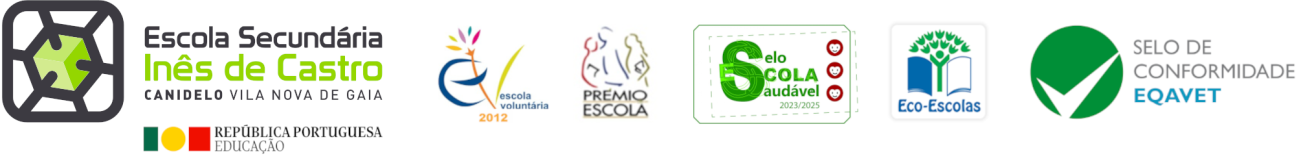 Escola Secundária
Inês de Castro
CANIDELO VILA NOVA DE GAIA
REPÚBLICA PORTUGUESA
EDUCAÇÃO
escola
voluntária
2012
PRÉMIO
ESCOLA
Selo
ESCOLA
Saudável
2023/2025
Eco-Escolas
SELO DE
CONFORMIDADE
EQAVET